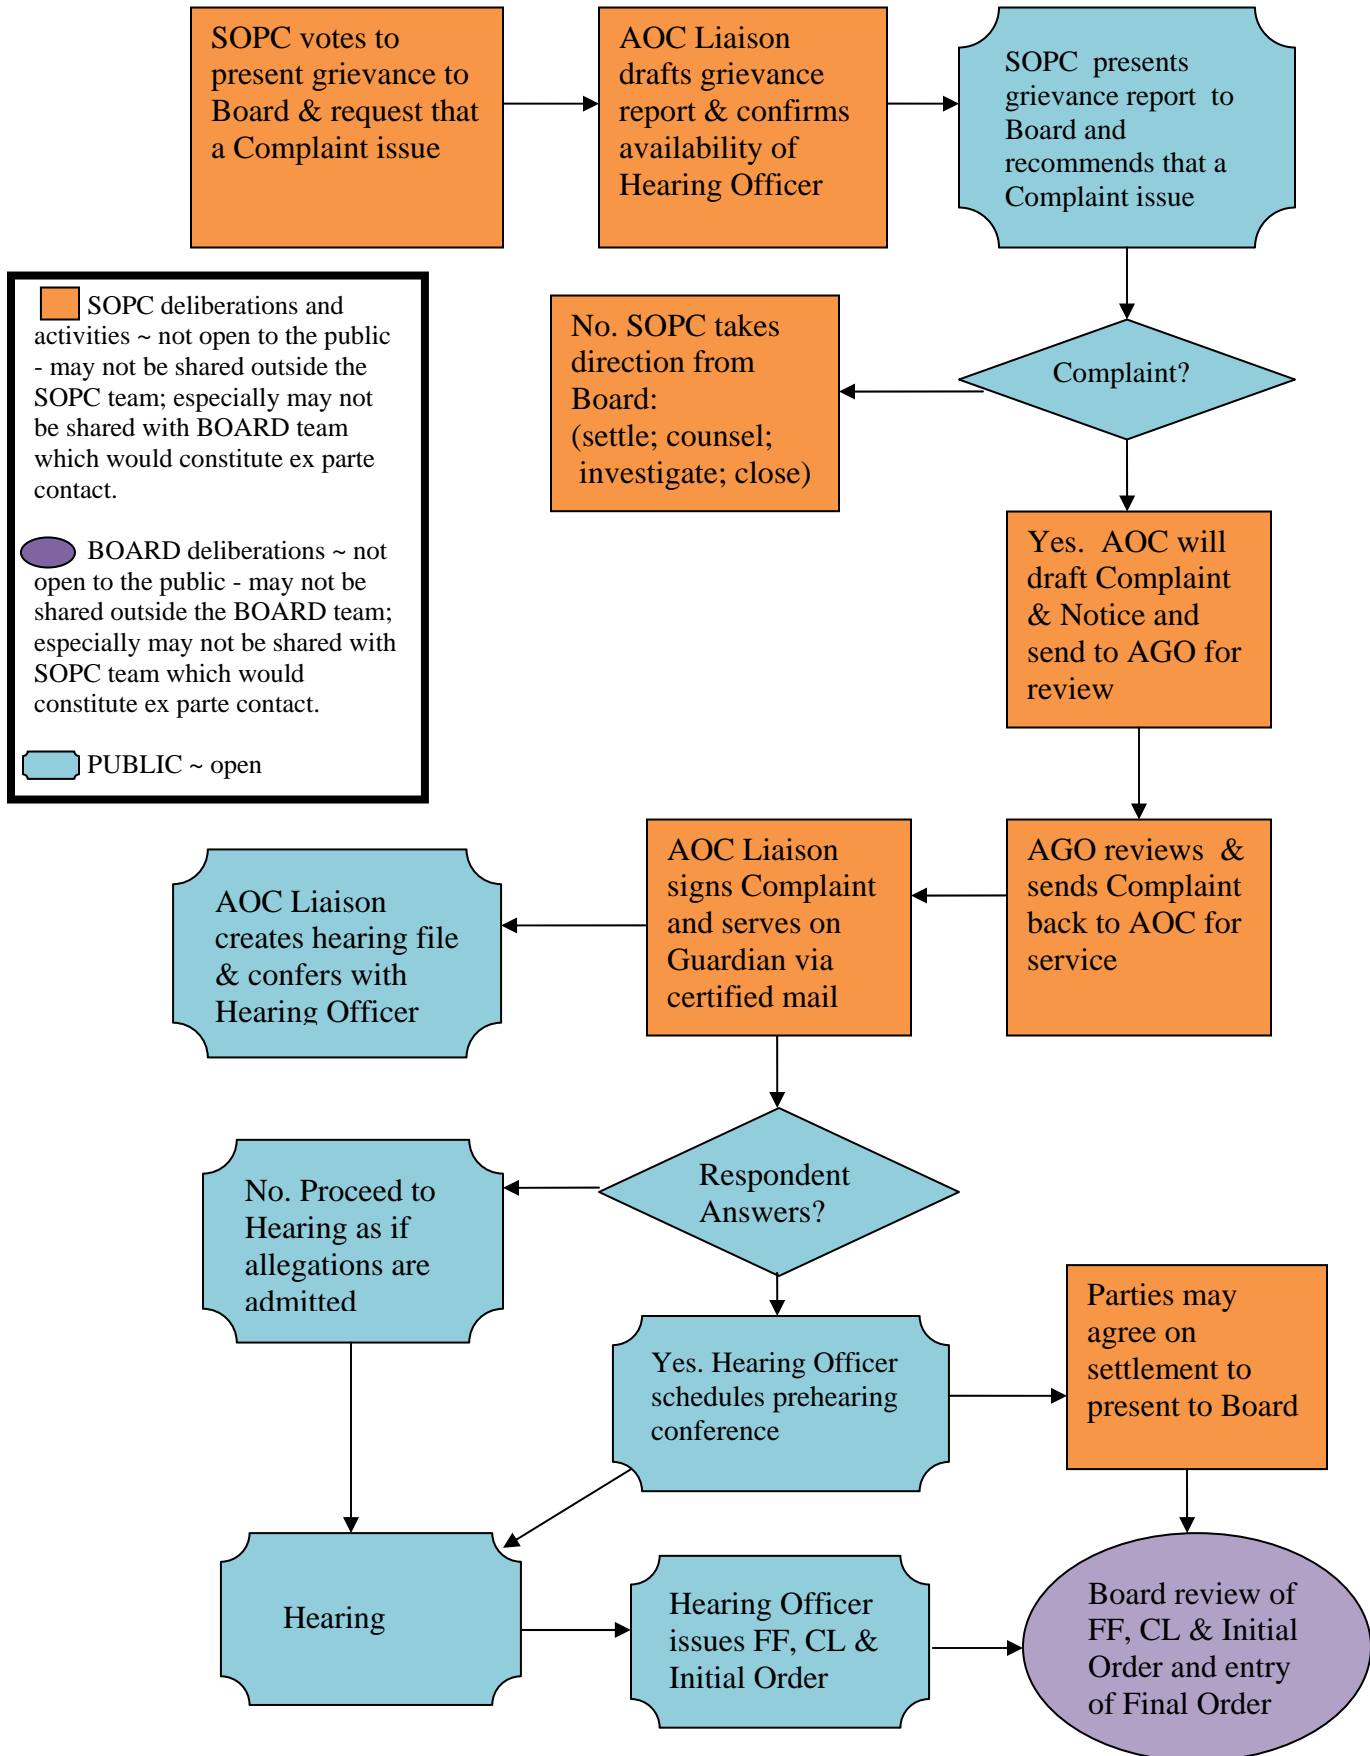 SOPC votes to
present grievance to
Board & request that
a Complaint issue
AOC Liaison
drafts grievance
report & confirms
availability of
Hearing Officer
SOPC presents
grievance report to
Board and
recommends that a
Complaint issue
SOPC deliberations and
activities ~ not open to the public
- may not be shared outside the
SOPC team; especially may not
be shared with BOARD team
which would constitute ex parte
contact.
BOARD deliberations ~ not
open to the public - may not be
shared outside the BOARD team;
especially may not be shared with
SOPC team which would
constitute ex parte contact.
PUBLIC ~ open
No. SOPC takes
direction from
Board:
(settle; counsel;
investigate; close)
Complaint?
Yes. AOC will
draft Complaint
& Notice and
send to AGO for
review
AOC Liaison
creates hearing file
& confers with
Hearing Officer
AOC Liaison
signs Complaint
and serves on
Guardian via
certified mail
AGO reviews &
sends Complaint
back to AOC for
service
No. Proceed to
Hearing as if
allegations are
admitted
Respondent
Answers?
Yes. Hearing Officer
schedules prehearing
conference
Parties may
agree on
settlement to
present to Board
Hearing
Hearing Officer
issues FF, CL &
Initial Order
Board review of
FF, CL & Initial
Order and entry
of Final Order